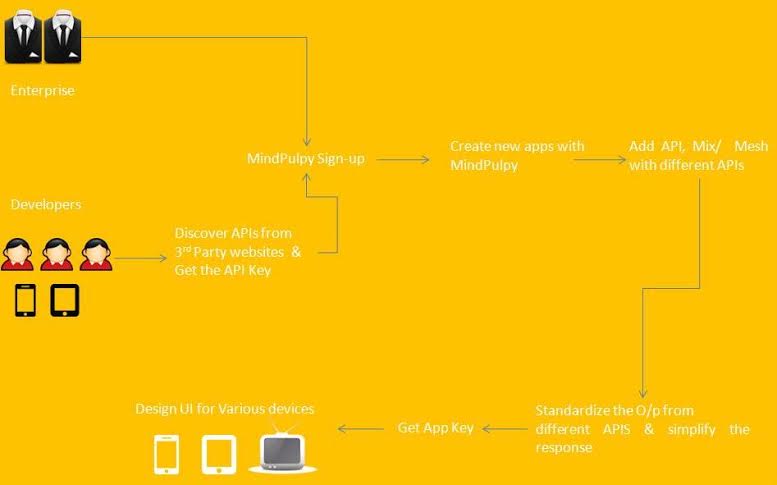 Enterprise
MindPulpy Sign-up
Create new apps with
MindPulpy
Add API, Mix/ Mesh
with different APIs
Developers
Discover APIs from
3rd Party websites &
Get the API Key
Design UI for Various devices
Get App Key
Standardize the O/p from
different APIS & simplify the
response